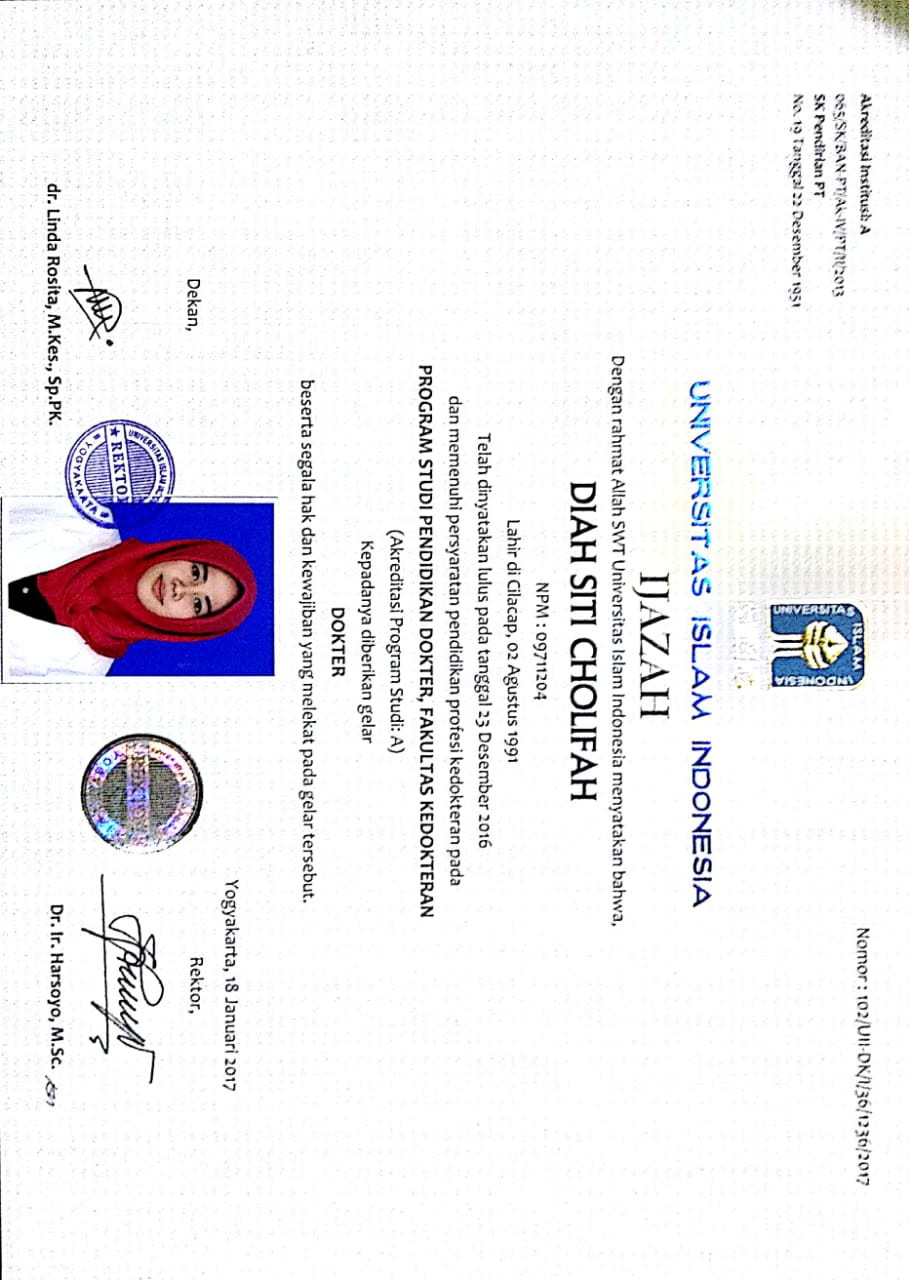 Akreditasi Institusi: A
065/SK/BAN-PT/Ak-IV/PT/II/2013
SK Pendirian PT
No. 19 Tanggal 22 Desember 1951
Nomor : 102/UII-DK/I/36/1236/2017
UNIVERSITAS ISLAM INDONESIA
UNIVERSITAS ISLAM INDONESIA
IJAZAH
Dengan rahmat Allah SWT Universitas Islam Indonesia menyatakan bahwa,
DIAH SITI CHOLIFAH
NPM : 09711204
Lahir di Cilacap, 02 Agustus 1991
Telah dinyatakan lulus pada tanggal 23 Desember 2016
dan memenuhi persyaratan pendidikan profesi kedokteran pada
PROGRAM STUDI PENDIDIKAN DOKTER, FAKULTAS KEDOKTERAN
(Akreditasi Program Studi: A)
Kepadanya diberikan gelar
DOKTER
beserta segala hak dan kewajiban yang melekat pada gelar tersebut.
Yogyakarta, 18 Januari 2017
Dekan,
Rektor,
UNIVERSITAS ISLAM
REKTOR
YOGYAKARTA
REKTOR
dr. Linda Rosita, M.Kes., Sp.PK.
Dr. Ir. Harsoyo, M.Sc.